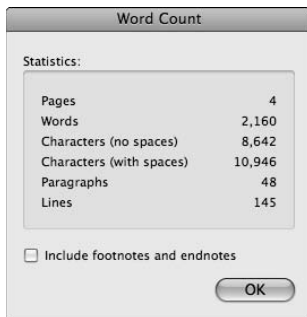 Word Count
Statistics:
Pages 4
Words 2,160
Characters (no spaces) 8,642
Characters (with spaces) 10,946
Paragraphs 48
Lines 145
Include footnotes and endnotes
OK